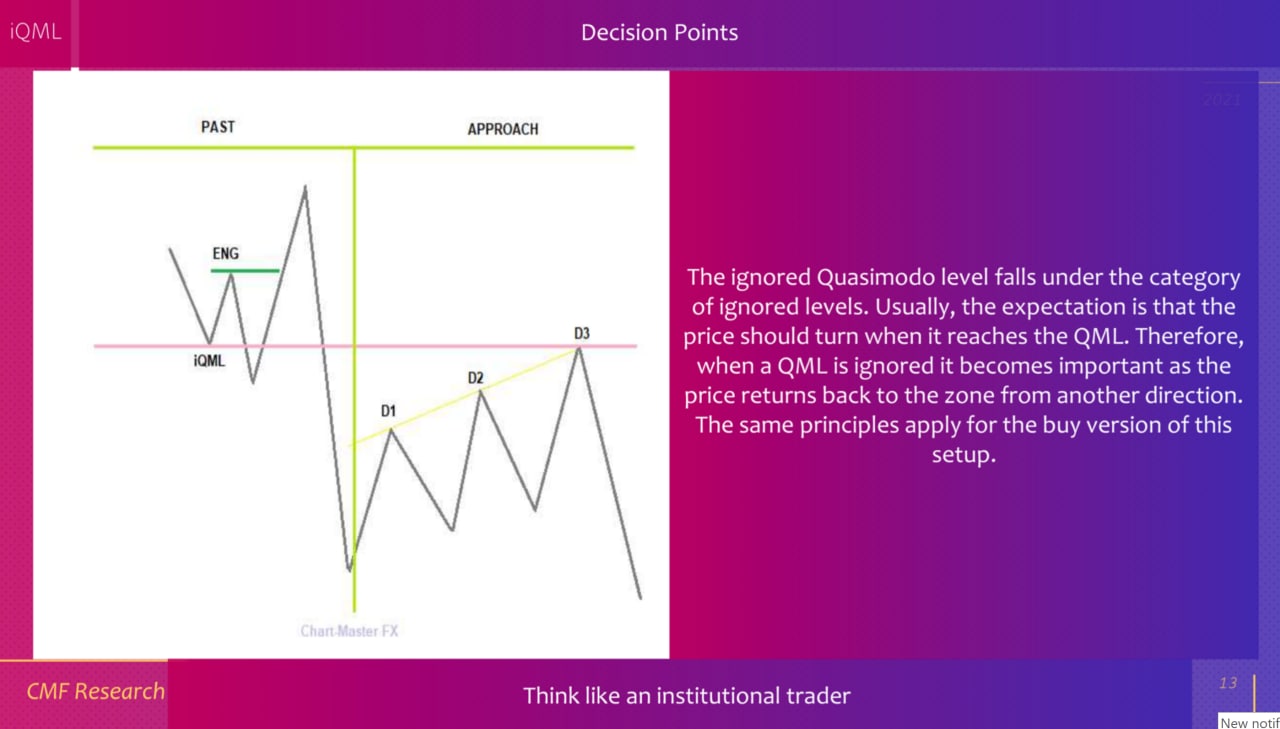 iQML
Decision Points
2021
PAST
APPROACH
ENG
iQML
D1
D2
D3
Chart-Master FX
The ignored Quasimodo level falls under the category
of ignored levels. Usually, the expectation is that the
price should turn when it reaches the QML. Therefore,
when a QML is ignored it becomes important as the
price returns back to the zone from another direction.
The same principles apply for the buy version of this
setup.
CMF Research
Think like an institutional trader
13
New notif